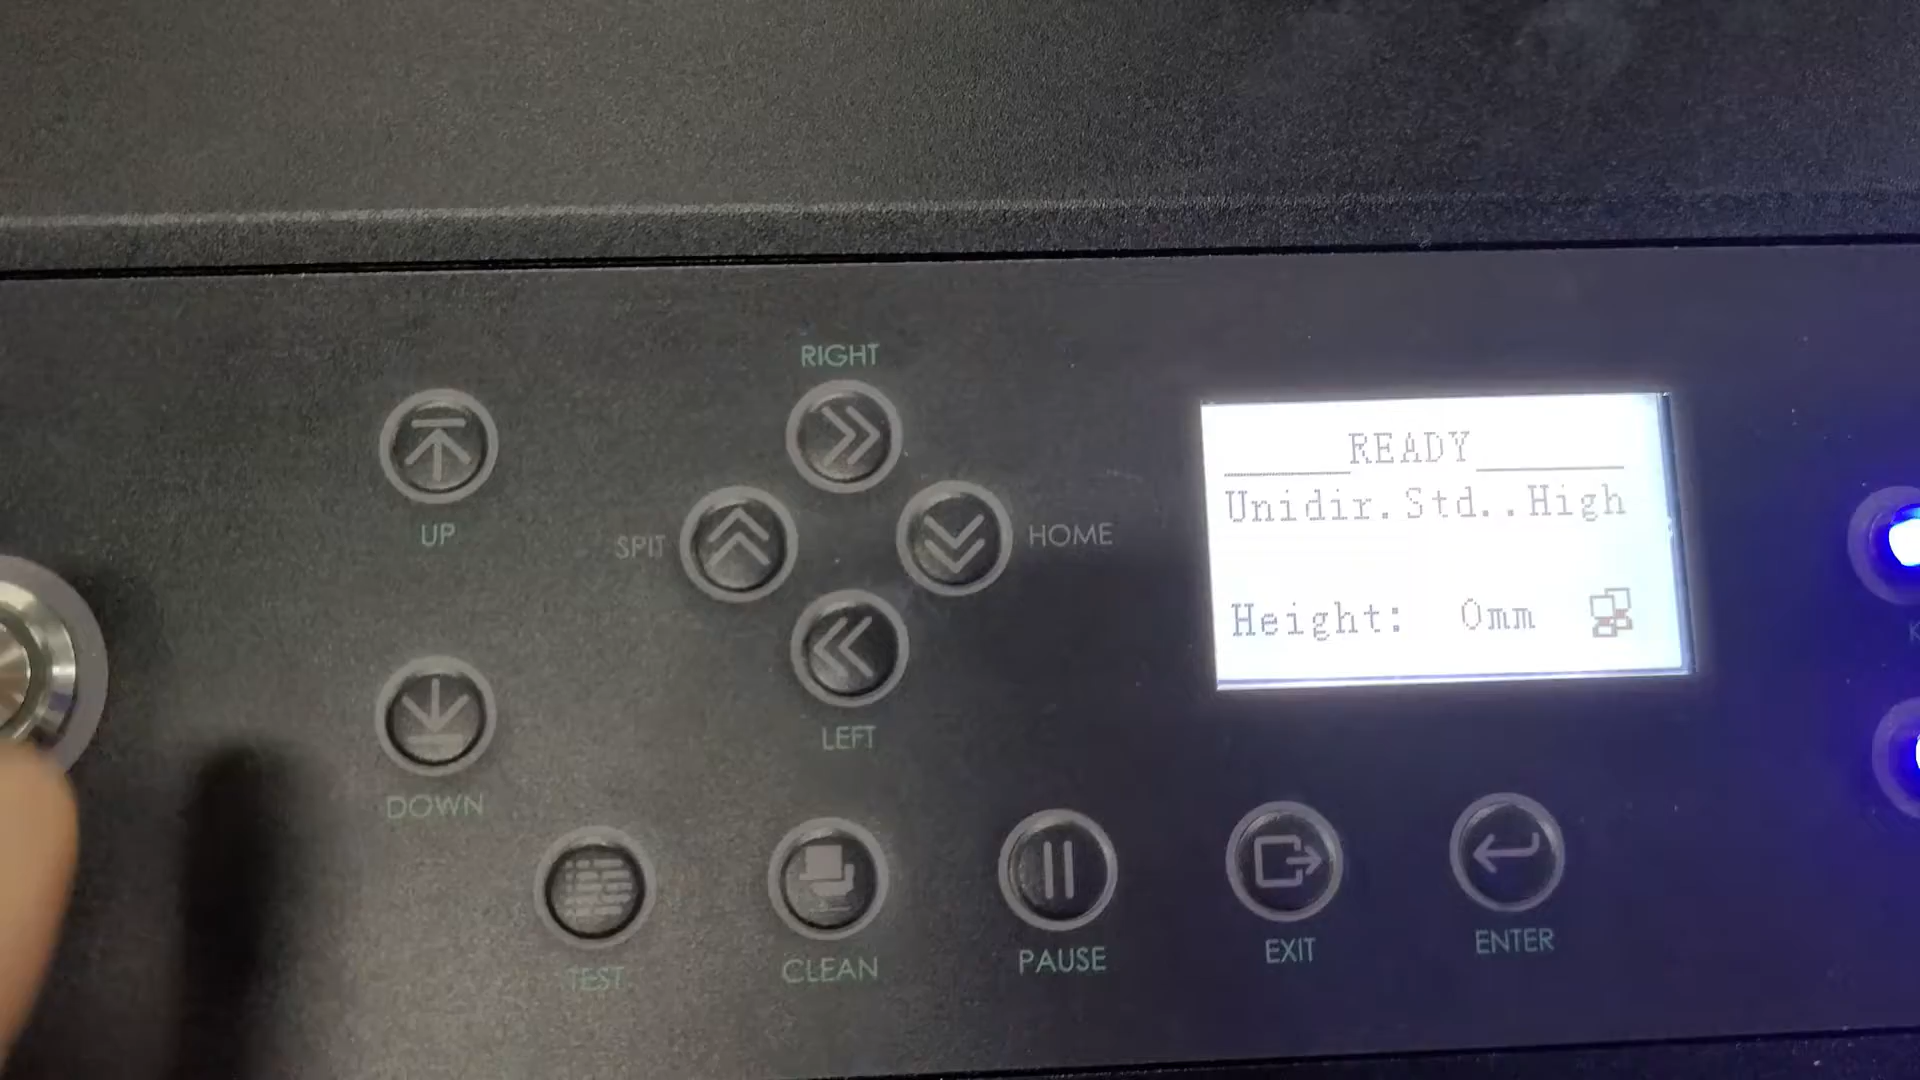 RIGHT
UP
SPIT
HOME
LEFT
DOWN
TEST
CLEAN
PAUSE
EXIT
ENTER
READY
Unidir.Std..High
Height: 0mm